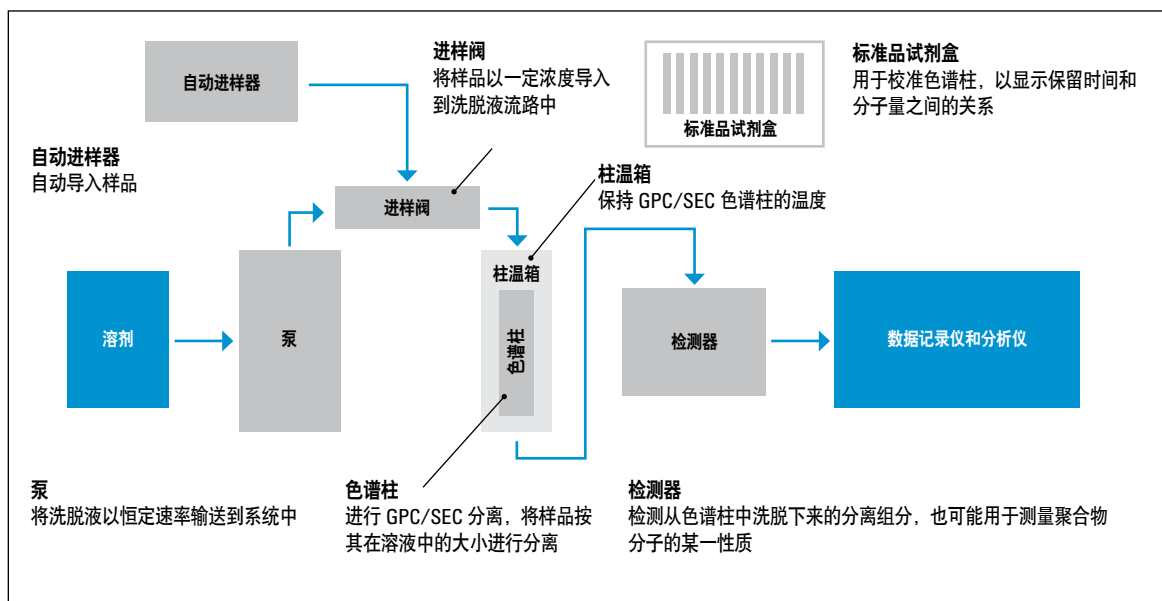 自动进样器
进样阀
将样品以一定浓度导入
到洗脱液流路中
标准品试剂盒
标准品试剂盒
用于校准色谱柱，以显示保留时间和
分子量之间的关系
自动进样器
自动导入样品
进样阀
柱温箱
保持 GPC/SEC 色谱柱的温度
溶剂
泵
柱温箱
色谱柱
检测器
数据记录仪和分析仪
泵
将洗脱液以恒定速率输送到系统中
色谱柱
进行 GPC/SEC 分离，将样品按
其在溶液中的大小进行分离
检测器
检测从色谱柱中洗脱下来的分离组分，也可能用于测量聚合物
分子的某一性质